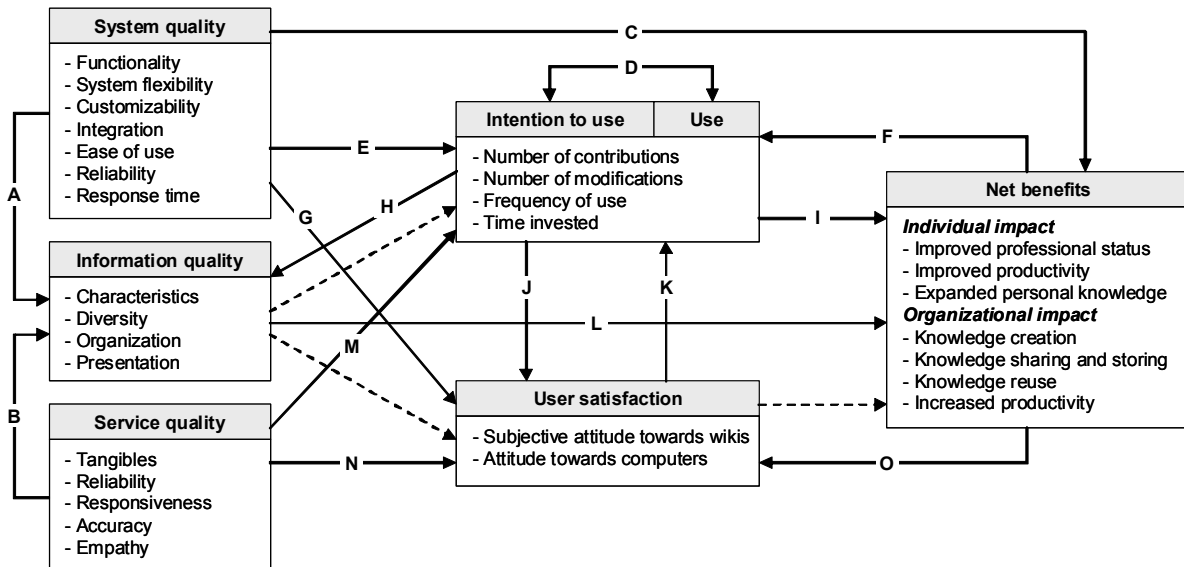 System quality
- Functionality
- System flexibility
- Customizability
- Integration
- Ease of use
- Reliability
- Response time
Information quality
- Characteristics
- Diversity
- Organization
- Presentation
Service quality
- Tangibles
- Reliability
- Responsiveness
- Accuracy
- Empathy
A
B
C
D
E
F
G
H
I
J
K
L
M
N
O
Intention to use
Use
- Number of contributions
- Number of modifications
- Frequency of use
- Time invested
User satisfaction
- Subjective attitude towards wikis
- Attitude towards computers
Net benefits
Individual impact
- Improved professional status
- Improved productivity
- Expanded personal knowledge
Organizational impact
- Knowledge creation
- Knowledge sharing and storing
- Knowledge reuse
- Increased productivity